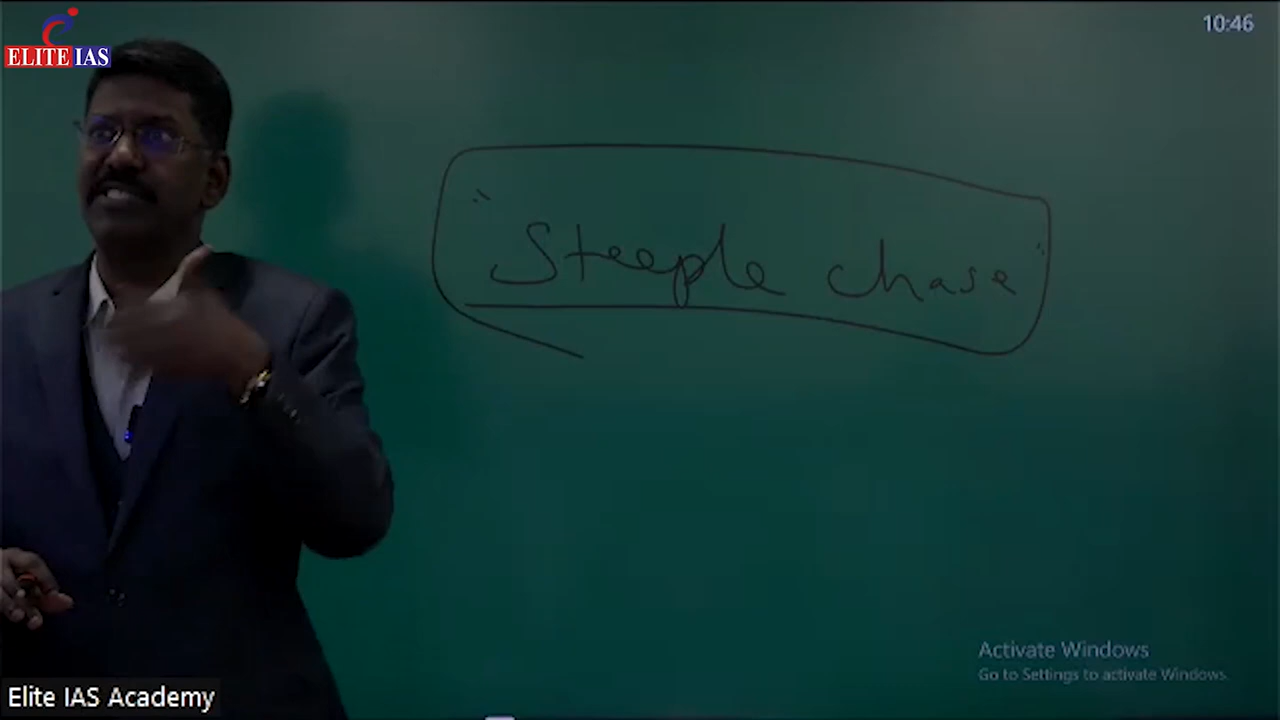 ELITE IAS
10:46
" Steeple chase "
Activate Windows
Go to Settings to activate Windows.
Elite IAS Academy